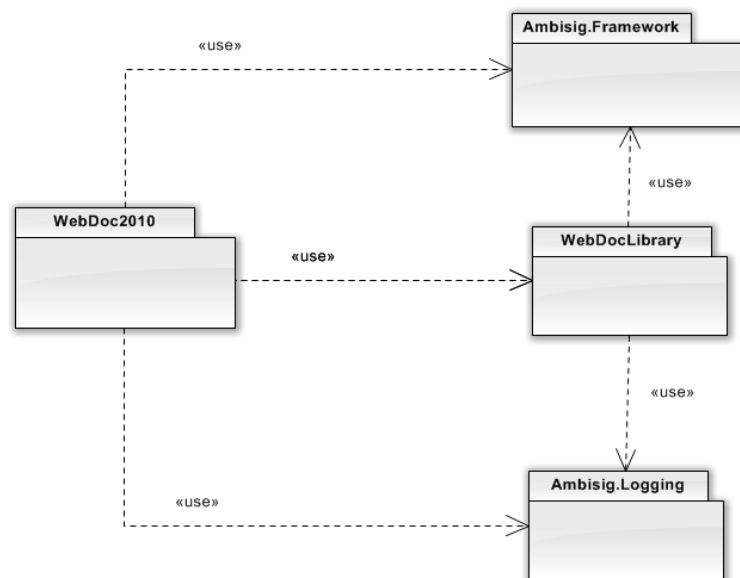 Ambisig.Framework
«use»
«use»
WebDoc2010
WebDocLibrary
«use»
«use»
Ambisig.Logging
«use»